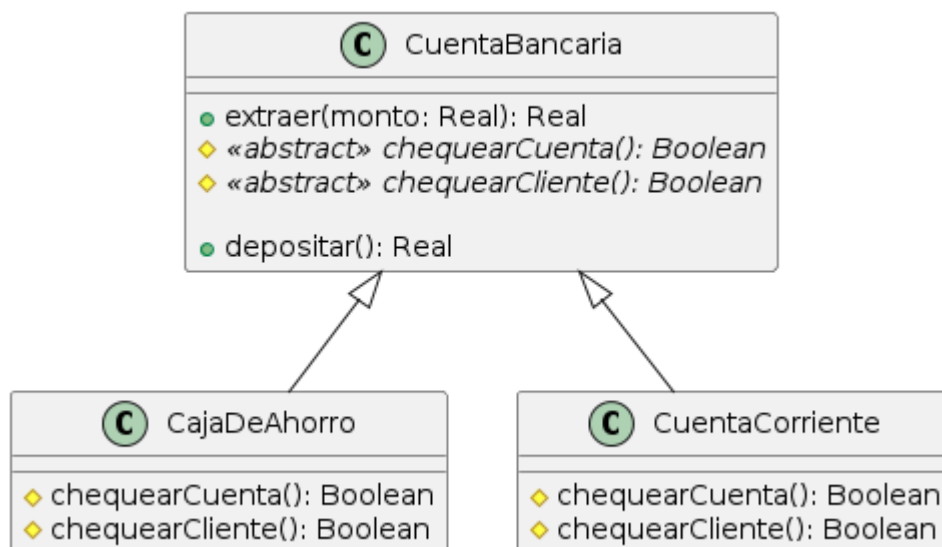 C CuentaBancaria
extraer(monto: Real): Real
«abstract» chequearCuenta(): Boolean
«abstract» chequearCliente(): Boolean
depositar(): Real
C CajaDeAhorro
chequearCuenta(): Boolean
chequearCliente(): Boolean
C CuentaCorriente
chequearCuenta(): Boolean
chequearCliente(): Boolean